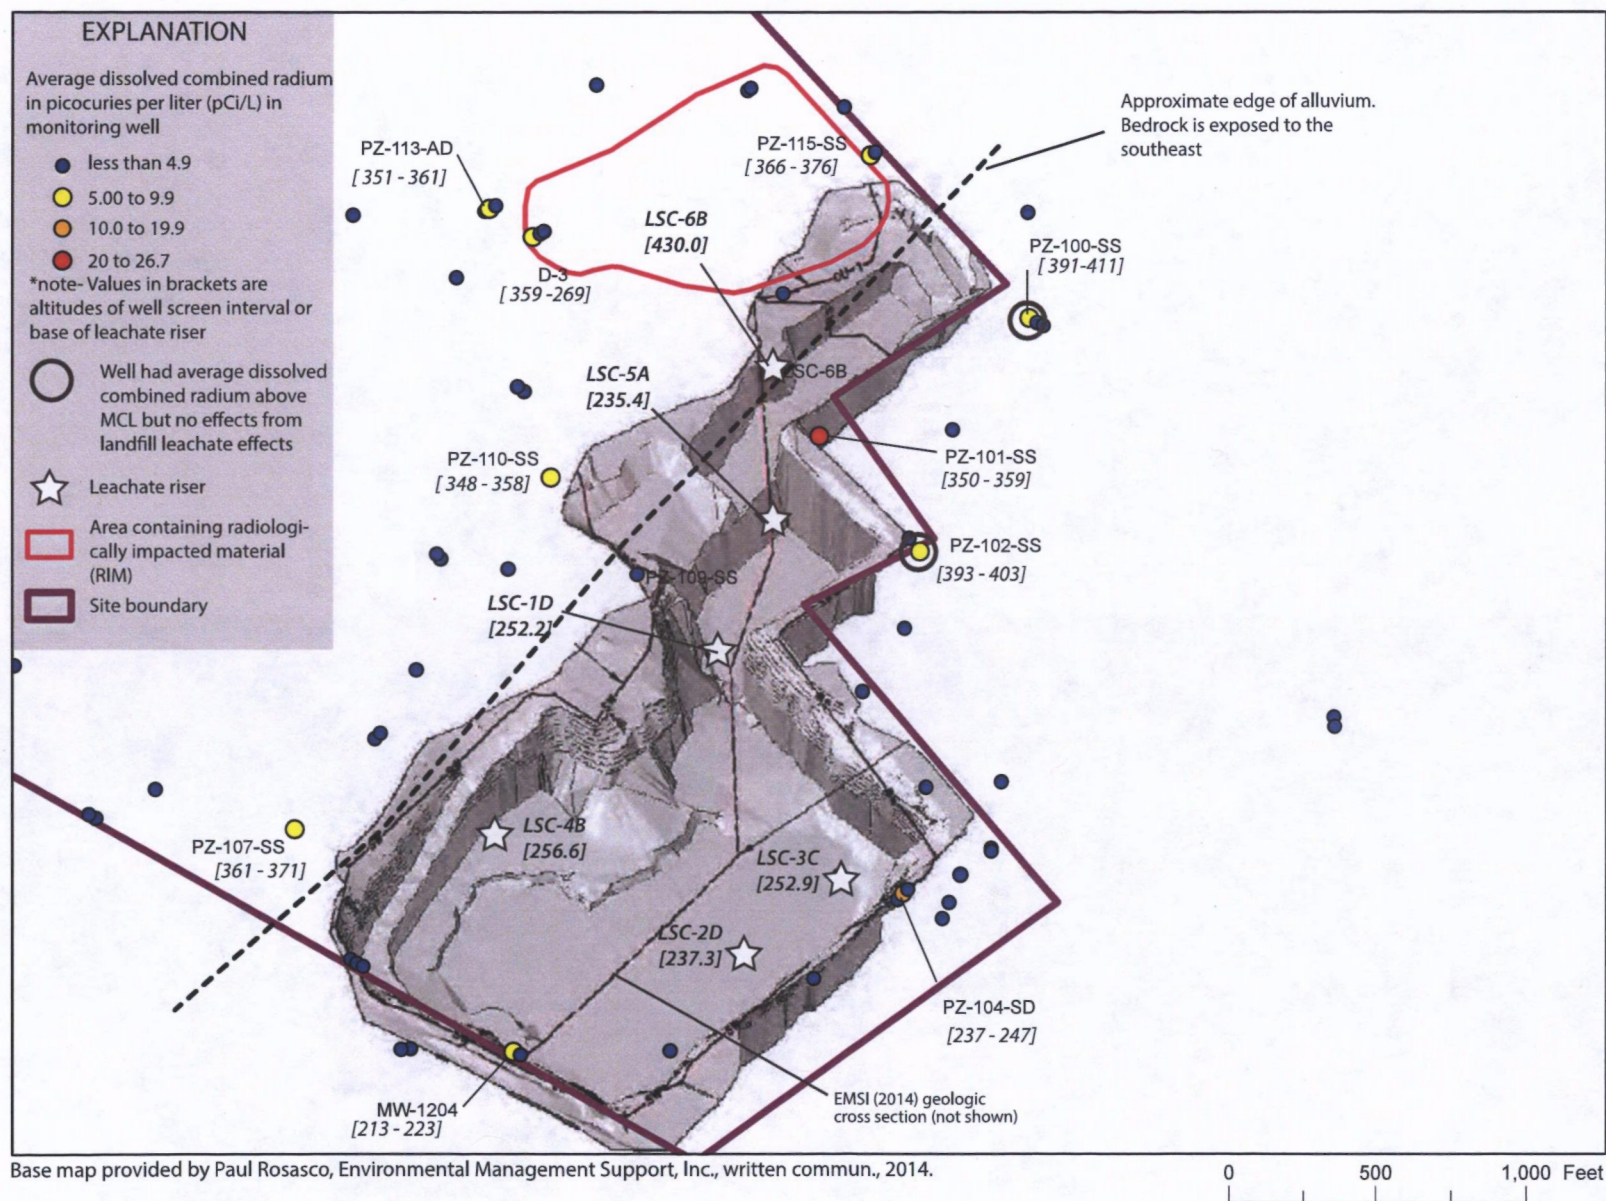 EXPLANATION
Average dissolved combined radium
in picocuries per liter (pCi/L) in
monitoring well
less than 4.9
5.00 to 9.9
10.0 to 19.9
20 to 26.7
*note- Values in brackets are
altitudes of well screen interval or
base of leachate riser
Well had average dissolved
combined radium above
MCL but no effects from
landfill leachate effects
Leachate riser
Area containing radiologi-
cally impacted material
(RIM)
Site boundary
Approximate edge of alluvium.
Bedrock is exposed to the
southeast
PZ-113-AD
[351 - 361]
PZ-115-SS
[366 - 376]
LSC-6B
[430.0]
D-3
[359 -269]
OU-1
PZ-100-SS
[391-411]
LSC-6B
LSC-5A
[235.4]
PZ-110-SS
[348 - 358]
PZ-101-SS
[350 - 359]
PZ-102-SS
[393 - 403]
PZ-109-SS
LSC-1D
[252.2]
LSC-4B
[256.6]
PZ-107-SS
[361 - 371]
LSC-3C
[252.9]
LSC-2D
[237.3]
PZ-104-SD
[237 - 247]
MW-1204
[213 - 223]
EMSI (2014) geologic
cross section (not shown)
Base map provided by Paul Rosasco, Environmental Management Support, Inc., written commun., 2014.
0 500 1,000 Feet